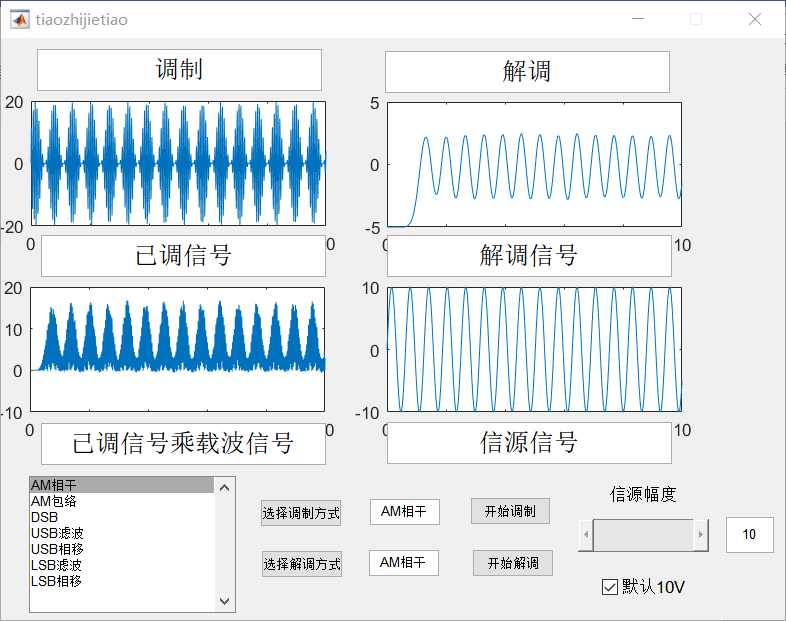 tiaozhijietiao
调制
解调
20
0
-20
0
0
5
0
-5
0
10
已调信号
解调信号
20
10
0
-10
0
0
10
0
-10
0
10
已调信号乘载波信号
信源信号
AM相干
AM包络
DSB
USB滤波
USB相移
LSB滤波
LSB相移
选择调制方式
AM相干
开始调制
选择解调方式
AM相干
开始解调
信源幅度
10
默认10V